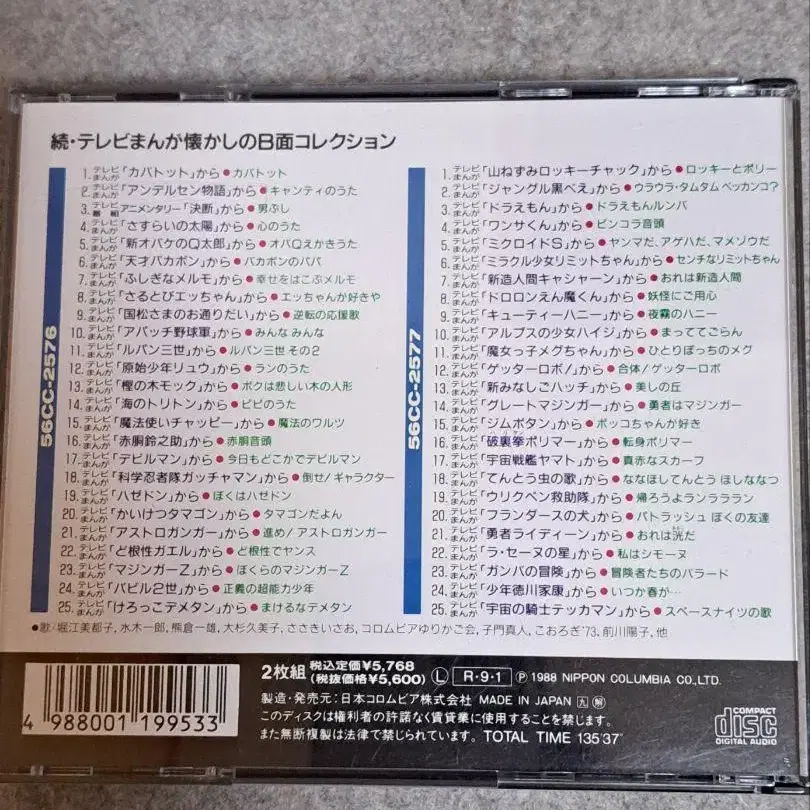 続・テレビまんが懐かしのB面コレクション
56CC-2576
1. テレビまんが「カバトット」から●カバトット
2. テレビまんが「アンデルセン物語」から●キャンティのうた
3. テレビ番組 アニメンタリー「決断」から●男ぶし
4. テレビまんが「さすらいの太陽」から●心のうた
5. テレビまんが「新オバケのQ太郎」から●オバQえかきうた
6. テレビまんが「天才バカボン」から●バカボンのパパ
7. テレビまんが「ふしぎなメルモ」から●幸せをはこぶメルモ
8. テレビまんが「さるとびエッちゃん」から●エッちゃんが好きや
9. テレビまんが「国松さまのお通りだい」から●逆転の応援歌
10. テレビまんが「アパッチ野球軍」から●みんなみんな
11. テレビまんが「ルパン三世」から●ルパン三世 その2
12. テレビまんが「原始少年リュウ」から●ランのうた
13. テレビまんが「樫の木モック」から●ボクは悲しい木の人形
14. テレビまんが「海のトリトン」から●ピピのうた
15. テレビまんが「魔法使いチャッピー」から●魔法のワルツ
16. テレビまんが「赤胴鈴之助」から●赤胴音頭
17. テレビまんが「デビルマン」から●今日もどこかでデビルマン
18. テレビまんが「科学忍者隊ガッチャマン」から●倒せ!ギャラクター
19. テレビまんが「ハゼドン」から●ぼくはハゼドン
20. テレビまんが「かいけつタマゴン」から●タマゴンだよん
21. テレビまんが「アストロガンガー」から●進め!アストロガンガー
22. テレビまんが「ど根性ガエル」から●ど根性でヤンス
23. テレビまんが「マジンガーZ」から●ぼくらのマジンガーZ
24. テレビまんが「バビル2世」から●正義の超能力少年
25. テレビまんが「けろっこデメタン」から●まけるなデメタン
56CC-2577
1. テレビまんが「山ねずみロッキーチャック」から●ロッキーとポリー
2. テレビまんが「ジャングル黒べえ」から●ウラウラ・タムタム ベッカンコ?
3. テレビまんが「ドラえもん」から●ドラえもんルンバ
4. テレビまんが「ワンサくん」から●ピンコラ音頭
5. テレビまんが「ミクロイドS」から●ヤンマだ、アゲハだ、マメゾウだ
6. テレビまんが「ミラクル少女リミットちゃん」から●センチなリミットちゃん
7. テレビまんが「新造人間キャシャーン」から●おれは新造人間
8. テレビまんが「ドロロンえん魔くん」から●妖怪にご用心
9. テレビまんが「キューティーハニー」から●夜霧のハニー
10. テレビまんが「アルプスの少女ハイジ」から●まっててごらん
11. テレビまんが「魔女っ子メグちゃん」から●ひとりぼっちのメグ
12. テレビまんが「ゲッターロボ!」から●合体!ゲッターロボ
13. テレビまんが「新みなしごハッチ」から●美しの丘
14. テレビまんが「グレートマジンガー」から●勇者はマジンガー
15. テレビまんが「ジムボタン」から●ポッコちゃんが好き
16. テレビまんが「破裏拳ポリマー」から●転身ポリマー
17. テレビまんが「宇宙戦艦ヤマト」から●真赤なスカーフ
18. テレビまんが「てんとう虫の歌」から●ななほしてんとう ほしななつ
19. テレビまんが「ウリクペン救助隊」から●帰ろうよランララララン
20. テレビまんが「フランダースの犬」から●パトラッシュ ぼくの友達
21. テレビまんが「勇者ライディーン」から●おれは洸だ
22. テレビまんが「ラ・セーヌの星」から●私はシモーヌ
23. テレビまんが「ガンバの冒険」から●冒険者たちのバラード
24. テレビまんが「少年徳川家康」から●いつか春が…
25. テレビまんが「宇宙の騎士テッカマン」から●スペースナイツの歌
●歌/堀江美都子, 水木一郎, 熊倉一雄, 大杉久美子, ささきいさお, コロムビアゆりかご会, 子門真人, こおろぎ'73, 前川陽子, 他
4 988001 199533
2枚組 税込定価¥5,768 (税抜価格¥5,600) Ⓛ R・9・1 Ⓟ1988 NIPPON COLUMBIA CO., LTD.
製造・発売元:日本コロムビア株式会社 MADE IN JAPAN
このディスクは権利者の許諾なく賃貸業に使用することを禁じます。
また無断複製は法律で禁じられています。 TOTAL TIME 135'37"
COMPACT disc DIGITAL AUDIO